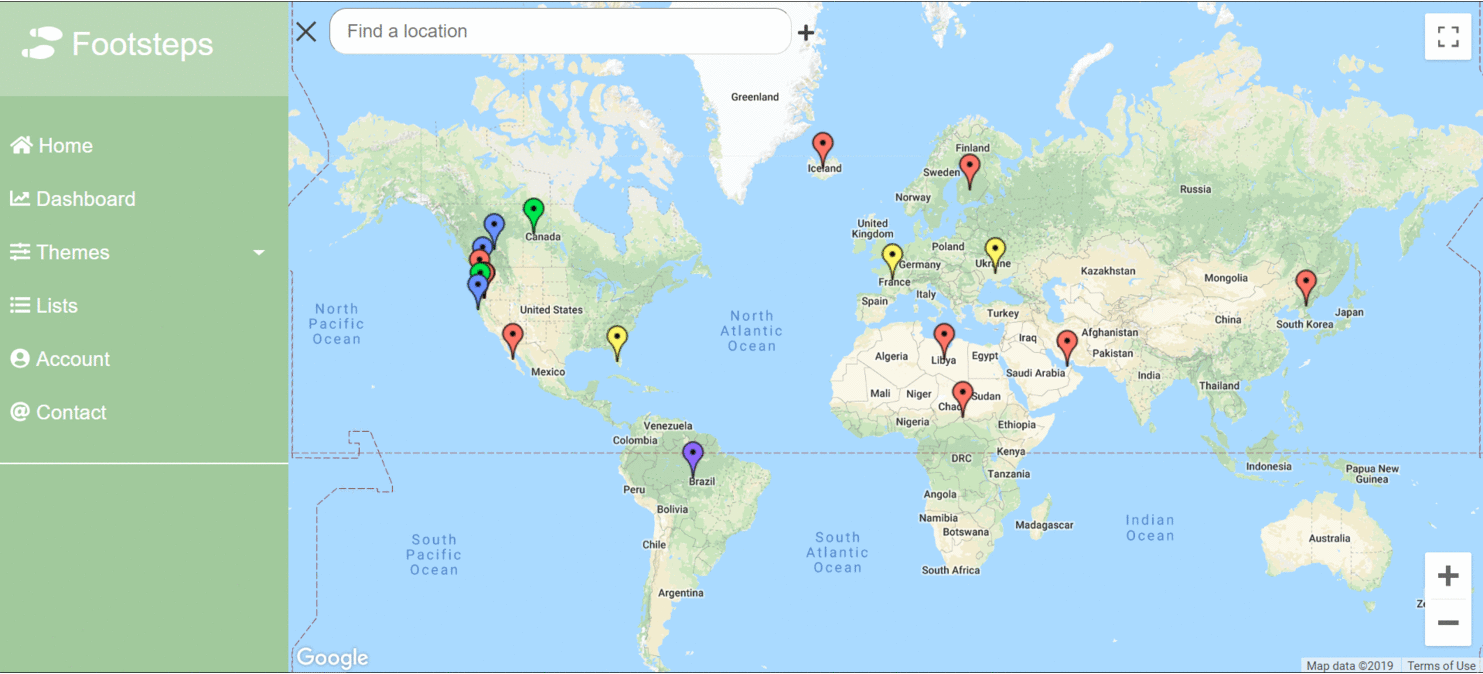 Footsteps
Home
Dashboard
Themes
Lists
Account
Contact
Find a location
Greenland
Iceland
Finland
Sweden
Norway
Russia
Canada
United
Kingdom
Poland
Germany
Ukraine
France
Kazakhstan
Mongolia
Spain
Italy
Turkey
United States
North
Pacific
Ocean
North
Atlantic
Ocean
China
South Korea
Japan
Afghanistan
Iraq
Pakistan
Algeria
Libya
Egypt
Saudi Arabia
India
Mexico
Thailand
Mali
Niger
Chad
Sudan
Nigeria
Ethiopia
Venezuela
Colombia
Kenya
DRC
Tanzania
Indonesia
Papua New
Guinea
Brazil
Peru
Angola
Bolivia
Namibia
Botswana
Madagascar
Indian
Ocean
Australia
Chile
South
Pacific
Ocean
South
Atlantic
Ocean
South Africa
Argentina
Google
Map data ©2019
Terms of Use